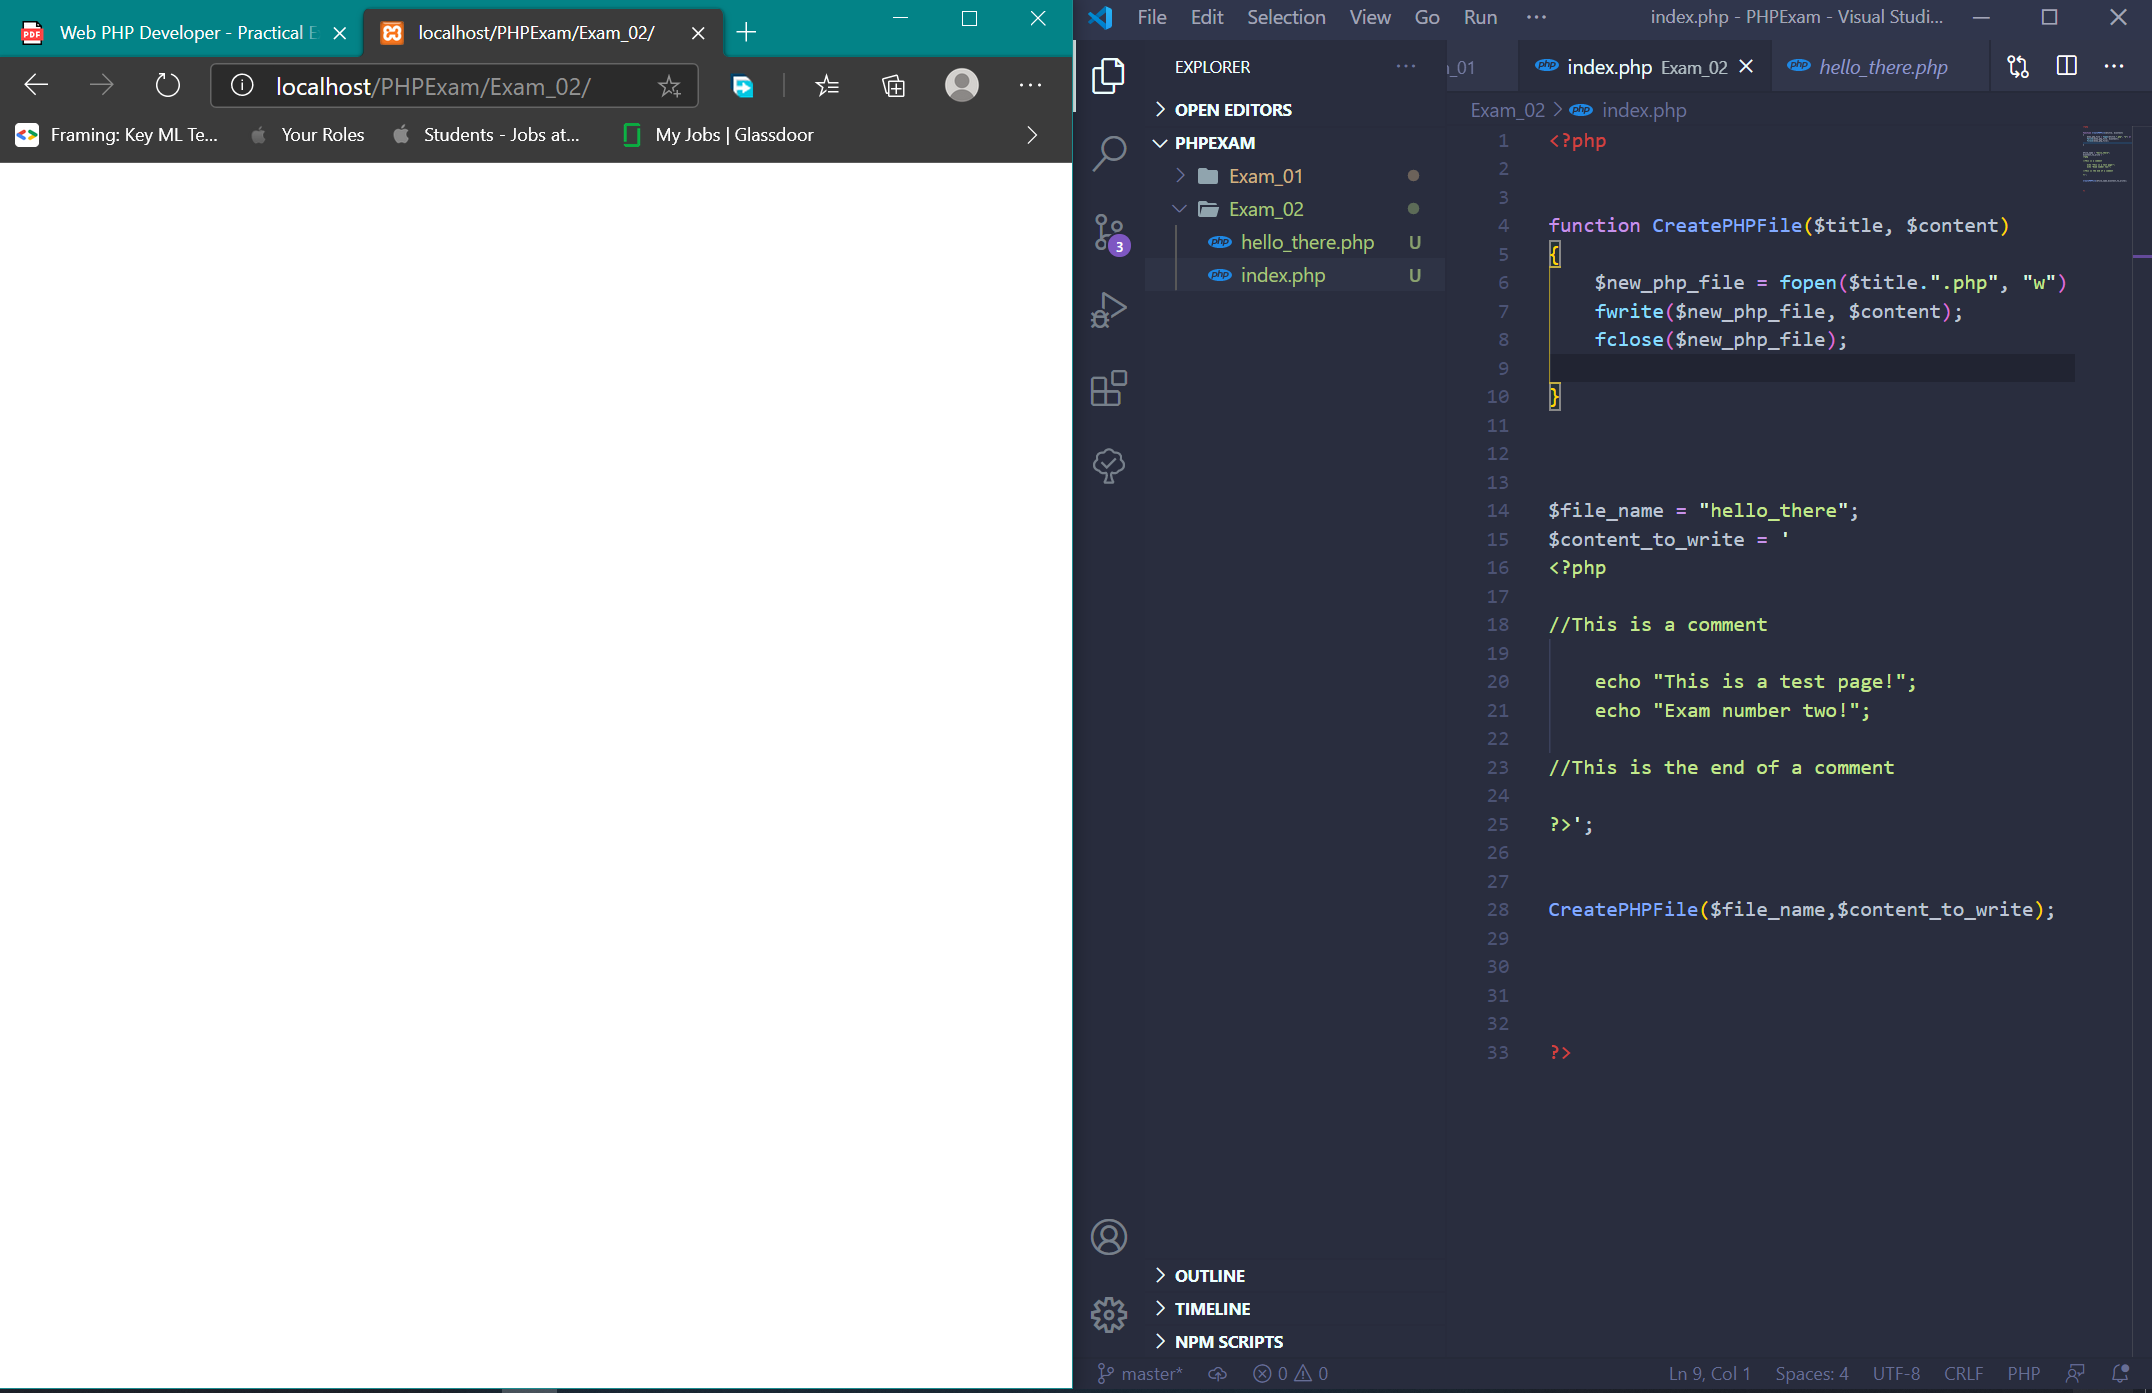 Web PHP Developer - Practical E
localhost/PHPExam/Exam_02/
localhost/PHPExam/Exam_02/
Framing: Key ML Te...
Your Roles
Students - Jobs at...
My Jobs | Glassdoor
File Edit Selection View Go Run ···
index.php - PHPExam - Visual Studi...
EXPLORER
OPEN EDITORS
PHPEXAM
Exam_01
Exam_02
hello_there.php U
index.php U
3
OUTLINE
TIMELINE
NPM SCRIPTS
_01
index.php Exam_02
hello_there.php
Exam_02 > index.php
1 <?php
2
3
4 function CreatePHPFile($title, $content)
5 {
6 $new_php_file = fopen($title.".php", "w")
7 fwrite($new_php_file, $content);
8 fclose($new_php_file);
9
10 }
11
12
13
14 $file_name = "hello_there";
15 $content_to_write = '
16 <?php
17
18 //This is a comment
19
20 echo "This is a test page!";
21 echo "Exam number two!";
22
23 //This is the end of a comment
24
25 ?>';
26
27
28 CreatePHPFile($file_name,$content_to_write);
29
30
31
32
33 ?>
master* 0 0
Ln 9, Col 1 Spaces: 4 UTF-8 CRLF PHP